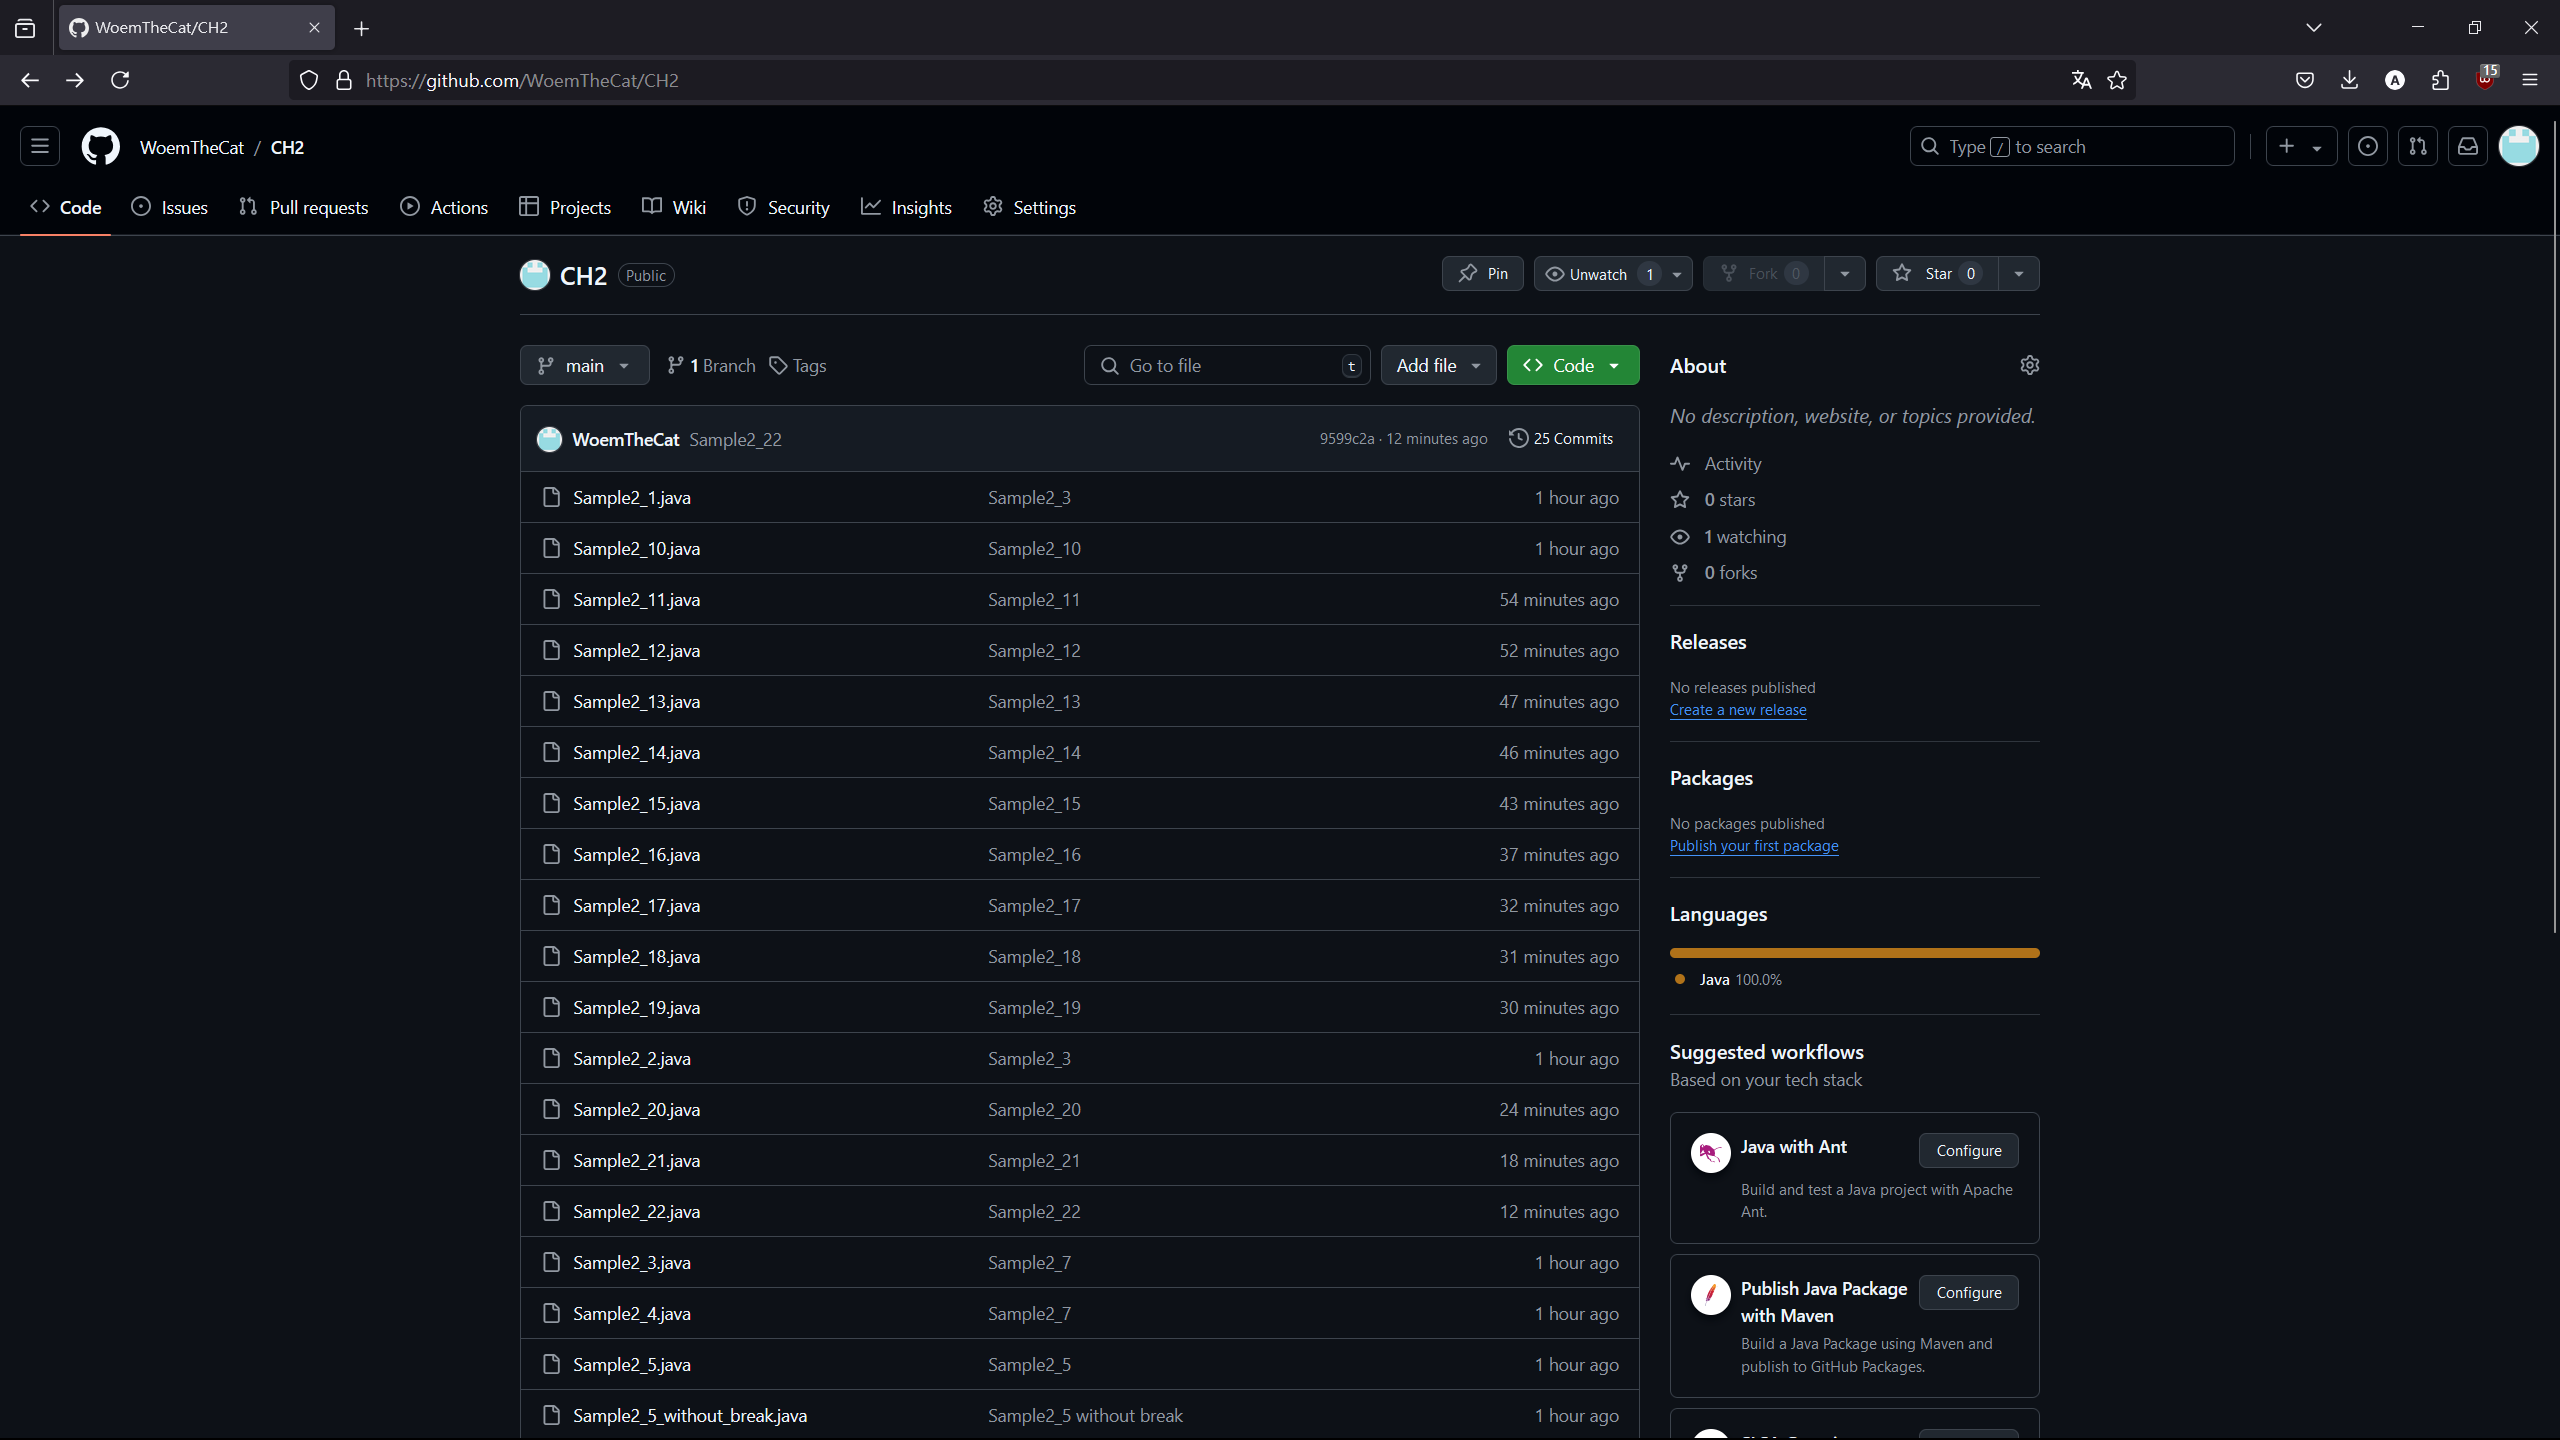 WoemTheCat/CH2
https://github.com/WoemTheCat/CH2
15
WoemTheCat / CH2
Type / to search
Code
Issues
Pull requests
Actions
Projects
Wiki
Security
Insights
Settings
CH2 Public
Pin
Unwatch 1
Fork 0
Star 0
main
1 Branch
Tags
Go to file t
Add file
Code
WoemTheCat Sample2_22 9599c2a · 12 minutes ago 25 Commits
Sample2_1.java Sample2_3 1 hour ago
Sample2_10.java Sample2_10 1 hour ago
Sample2_11.java Sample2_11 54 minutes ago
Sample2_12.java Sample2_12 52 minutes ago
Sample2_13.java Sample2_13 47 minutes ago
Sample2_14.java Sample2_14 46 minutes ago
Sample2_15.java Sample2_15 43 minutes ago
Sample2_16.java Sample2_16 37 minutes ago
Sample2_17.java Sample2_17 32 minutes ago
Sample2_18.java Sample2_18 31 minutes ago
Sample2_19.java Sample2_19 30 minutes ago
Sample2_2.java Sample2_3 1 hour ago
Sample2_20.java Sample2_20 24 minutes ago
Sample2_21.java Sample2_21 18 minutes ago
Sample2_22.java Sample2_22 12 minutes ago
Sample2_3.java Sample2_7 1 hour ago
Sample2_4.java Sample2_7 1 hour ago
Sample2_5.java Sample2_5 1 hour ago
Sample2_5_without_break.java Sample2_5 without break 1 hour ago
About
No description, website, or topics provided.
Activity
0 stars
1 watching
0 forks
Releases
No releases published
Create a new release
Packages
No packages published
Publish your first package
Languages
Java 100.0%
Suggested workflows
Based on your tech stack
Java with Ant
Configure
Build and test a Java project with Apache
Ant.
Publish Java Package
with Maven
Configure
Build a Java Package using Maven and
publish to GitHub Packages.